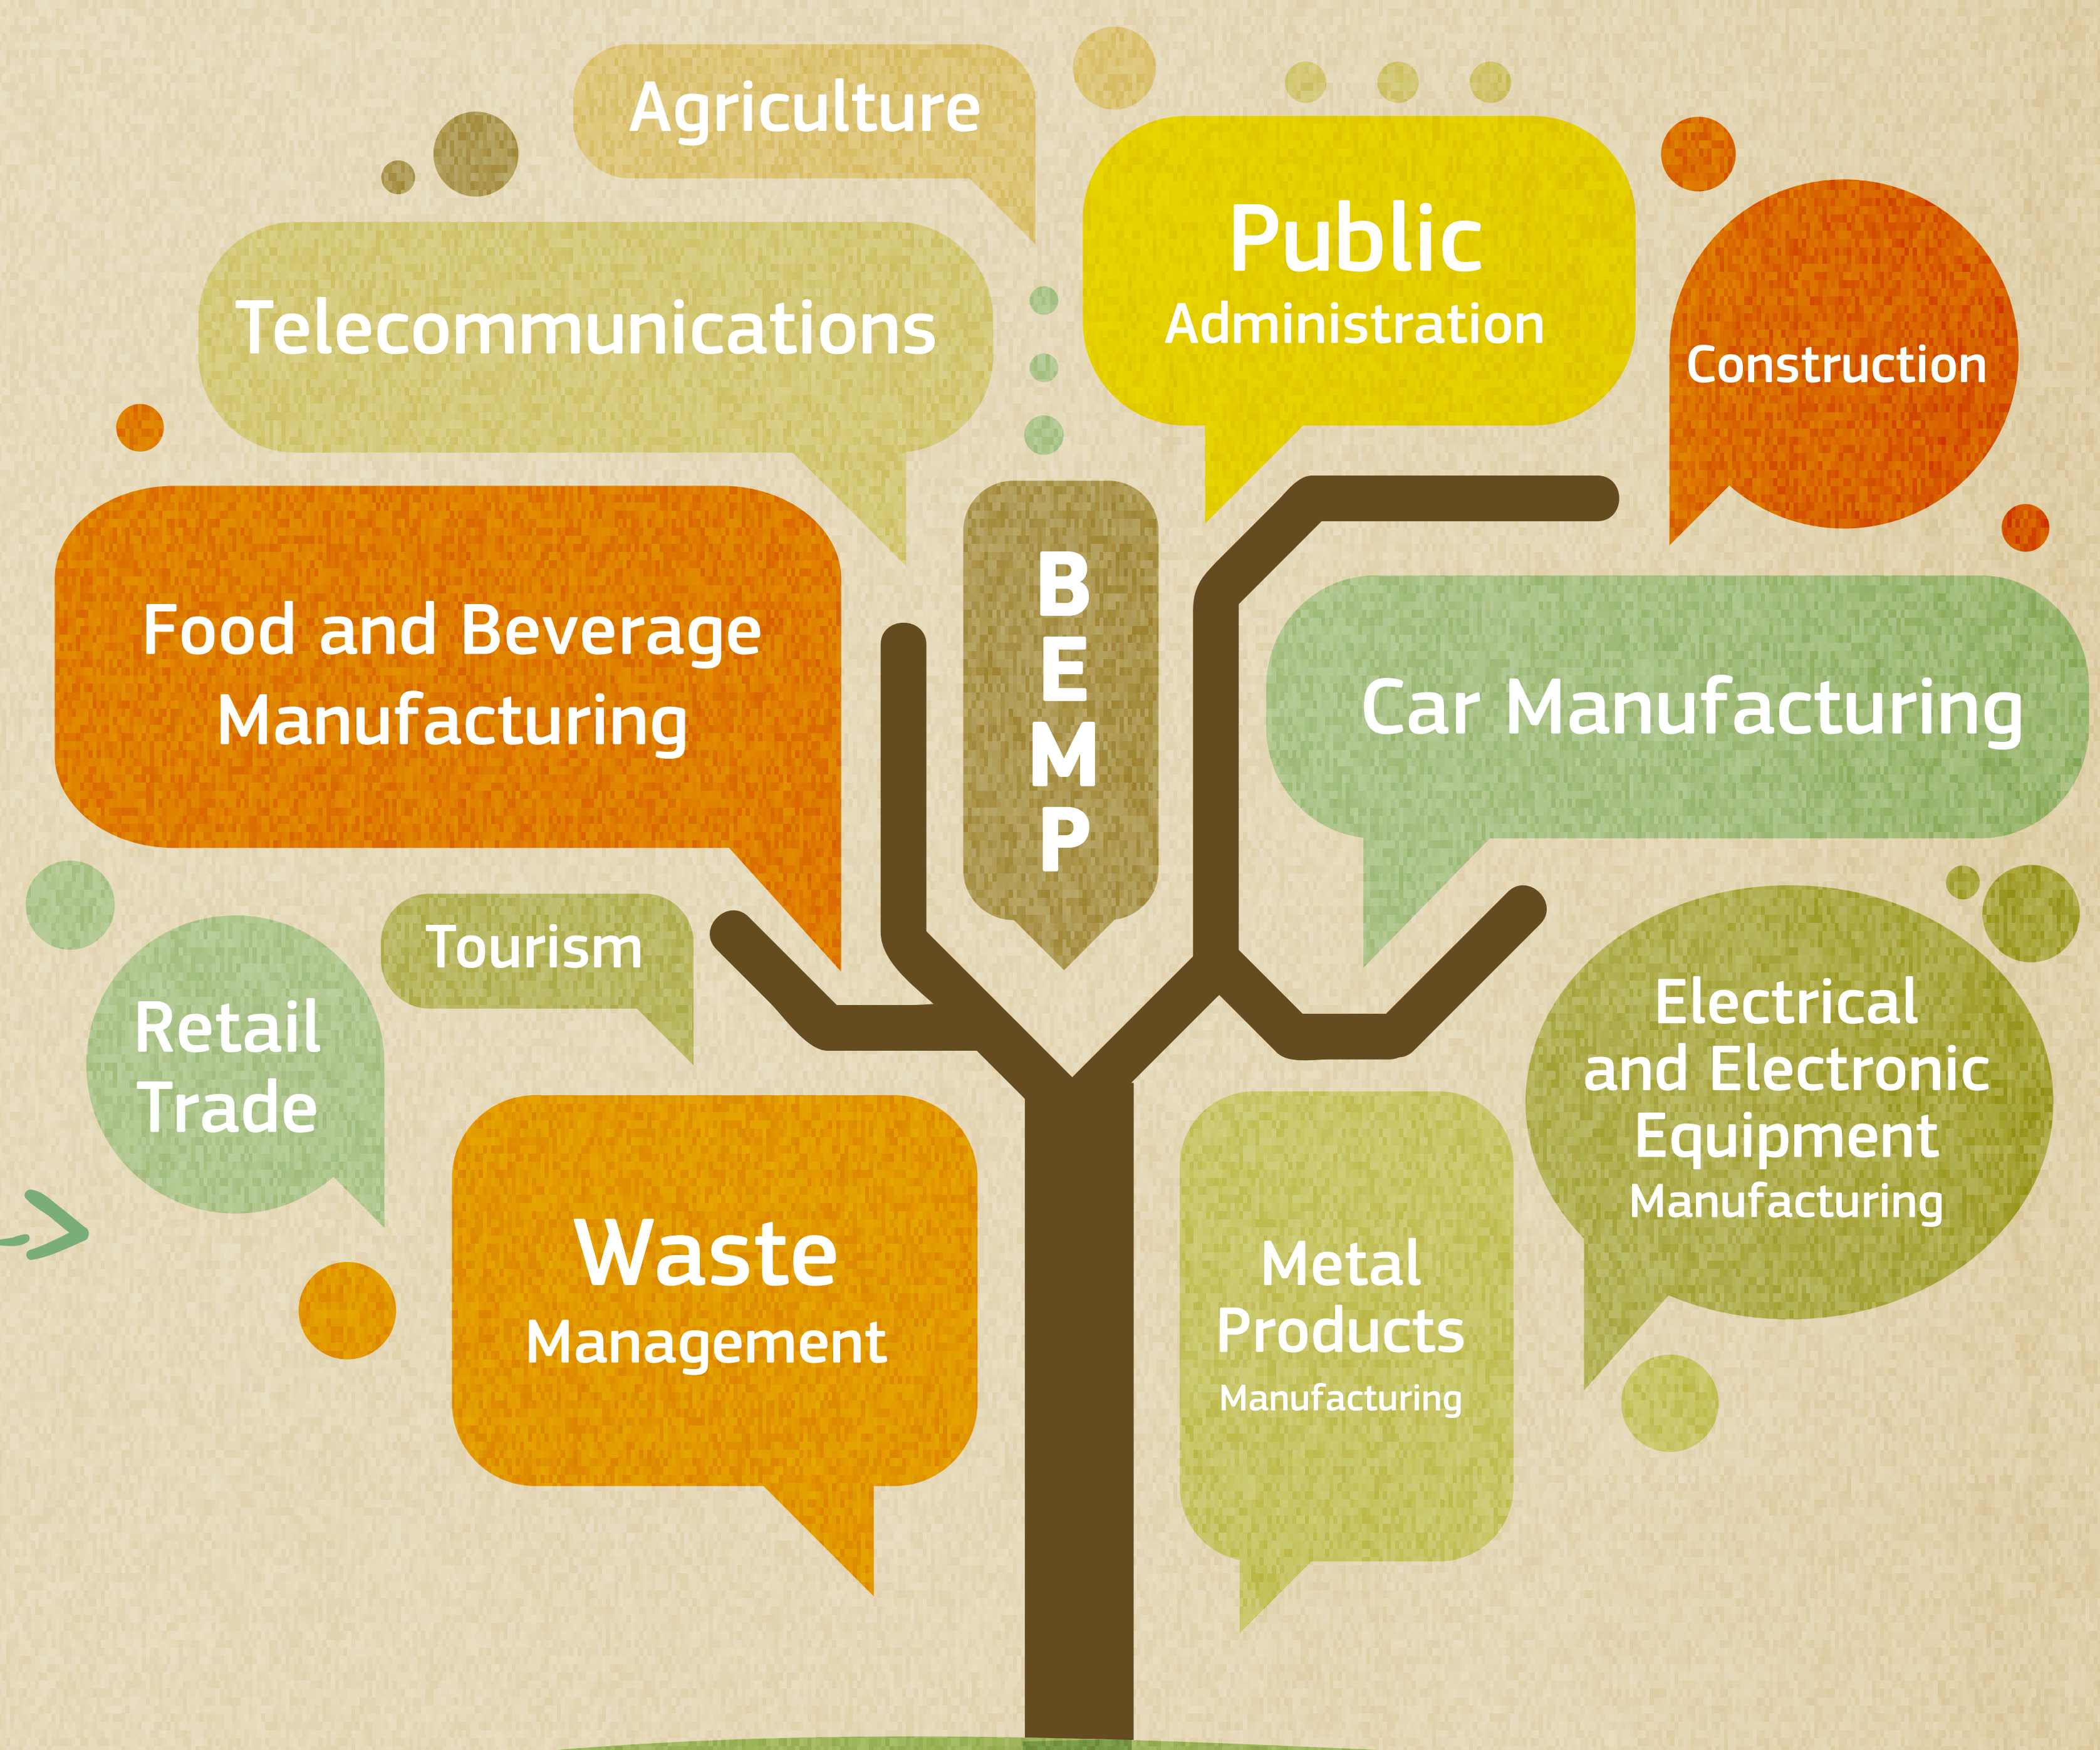 Agriculture
Public
Administration
Telecommunications
Construction
Food and Beverage
Manufacturing
B
E
M
P
Car Manufacturing
Tourism
Retail
Trade
Electrical
and Electronic
Equipment
Manufacturing
Waste
Management
Metal
Products
Manufacturing